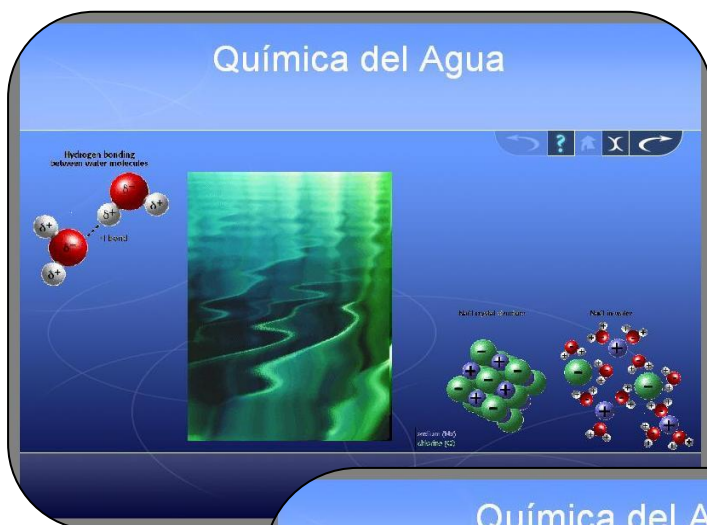 Química del Agua
?
Hydrogen bonding
between water molecules
δ−
δ+
δ+
δ+
δ−
H bond
δ+
NaCl crystal structure
NaCl in water
sodium (Na)
chlorine (Cl)
Química del A